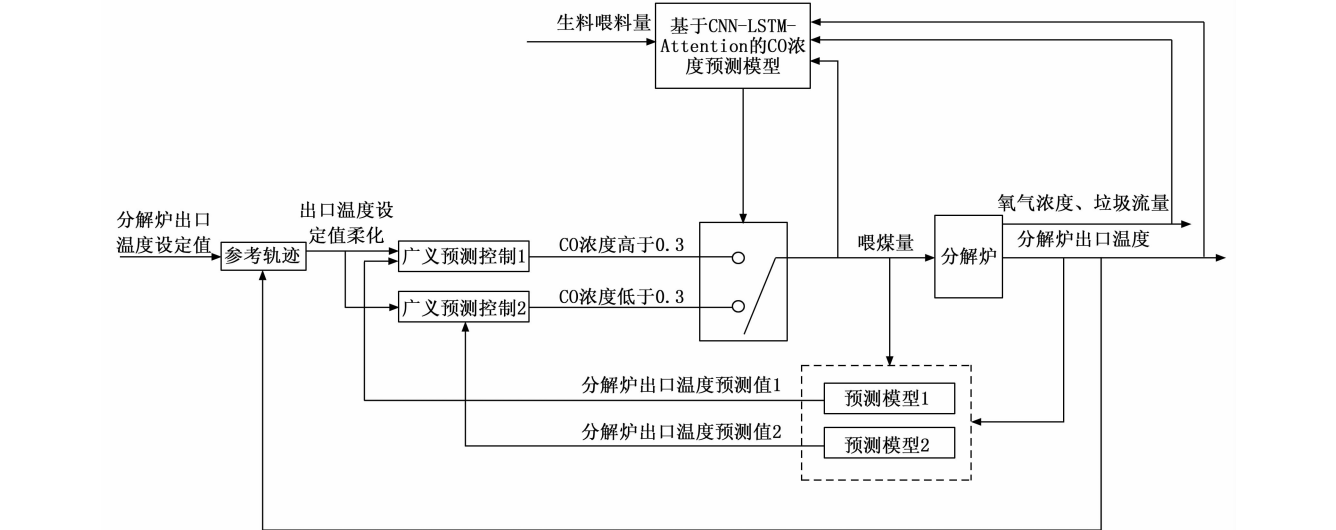 生料喂料量
基于CNN-LSTM-
Attention的CO浓
度预测模型
分解炉出口
温度设定值
参考轨迹
出口温度设
定值柔化
广义预测控制1
广义预测控制2
CO浓度高于0.3
CO浓度低于0.3
喂煤量
分解炉
氧气浓度、垃圾流量
分解炉出口温度
分解炉出口温度预测值1
分解炉出口温度预测值2
预测模型1
预测模型2